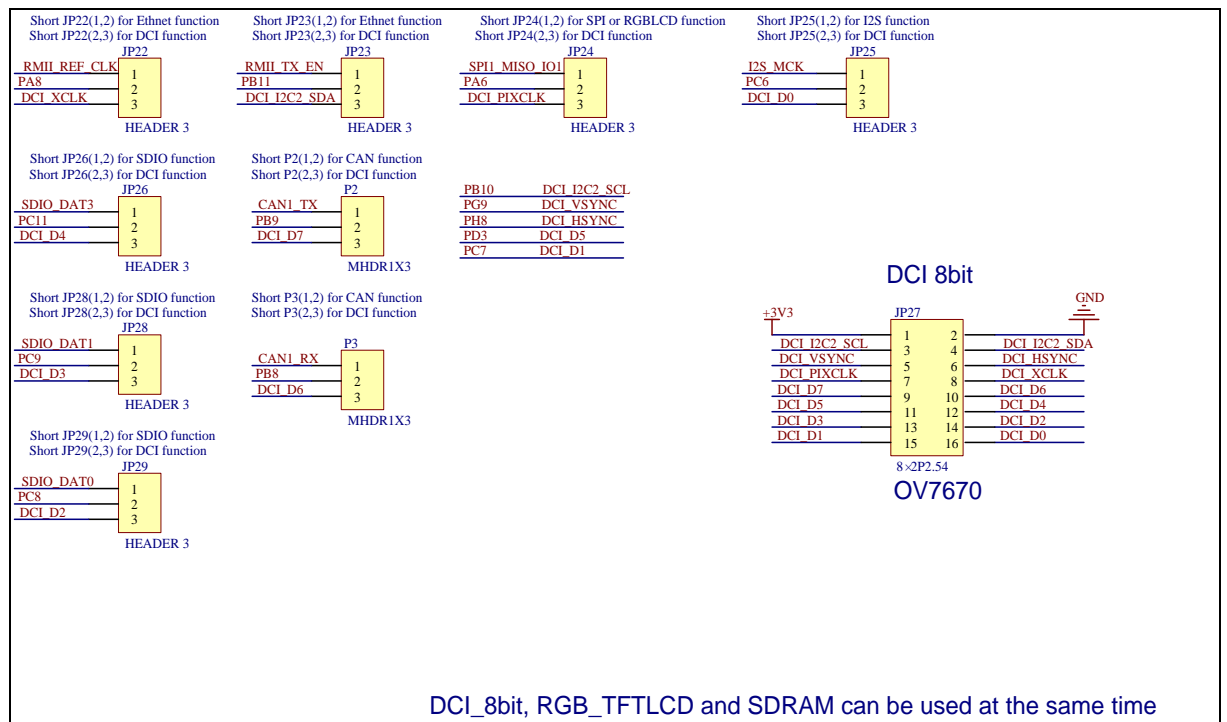 Short JP22(1,2) for Ethnet function
Short JP22(2,3) for DCI function
JP22
RMII_REF_CLK 1
PA8 2
DCI_XCLK 3
HEADER 3
Short JP23(1,2) for Ethnet function
Short JP23(2,3) for DCI function
JP23
RMII_TX_EN 1
PB11 2
DCI_I2C2_SDA 3
HEADER 3
Short JP24(1,2) for SPI or RGBLCD function
Short JP24(2,3) for DCI function
JP24
SPI1_MISO_IO1 1
PA6 2
DCI_PIXCLK 3
HEADER 3
Short JP25(1,2) for I2S function
Short JP25(2,3) for DCI function
JP25
I2S_MCK 1
PC6 2
DCI_D0 3
HEADER 3
Short JP26(1,2) for SDIO function
Short JP26(2,3) for DCI function
JP26
SDIO_DAT3 1
PC11 2
DCI_D4 3
HEADER 3
Short P2(1,2) for CAN function
Short P2(2,3) for DCI function
P2
CAN1_TX 1
PB9 2
DCI_D7 3
MHDR1X3
PB10 DCI_I2C2_SCL
PG9 DCI_VSYNC
PH8 DCI_HSYNC
PD3 DCI_D5
PC7 DCI_D1
Short JP28(1,2) for SDIO function
Short JP28(2,3) for DCI function
JP28
SDIO_DAT1 1
PC9 2
DCI_D3 3
HEADER 3
Short P3(1,2) for CAN function
Short P3(2,3) for DCI function
P3
CAN1_RX 1
PB8 2
DCI_D6 3
MHDR1X3
DCI 8bit
+3V3 JP27 GND
1 2
DCI_I2C2_SCL 3 4 DCI_I2C2_SDA
DCI_VSYNC 5 6 DCI_HSYNC
DCI_PIXCLK 7 8 DCI_XCLK
DCI_D7 9 10 DCI_D6
DCI_D5 11 12 DCI_D4
DCI_D3 13 14 DCI_D2
DCI_D1 15 16 DCI_D0
8×2P2.54
OV7670
Short JP29(1,2) for SDIO function
Short JP29(2,3) for DCI function
JP29
SDIO_DAT0 1
PC8 2
DCI_D2 3
HEADER 3
DCI_8bit, RGB_TFTLCD and SDRAM can be used at the same time